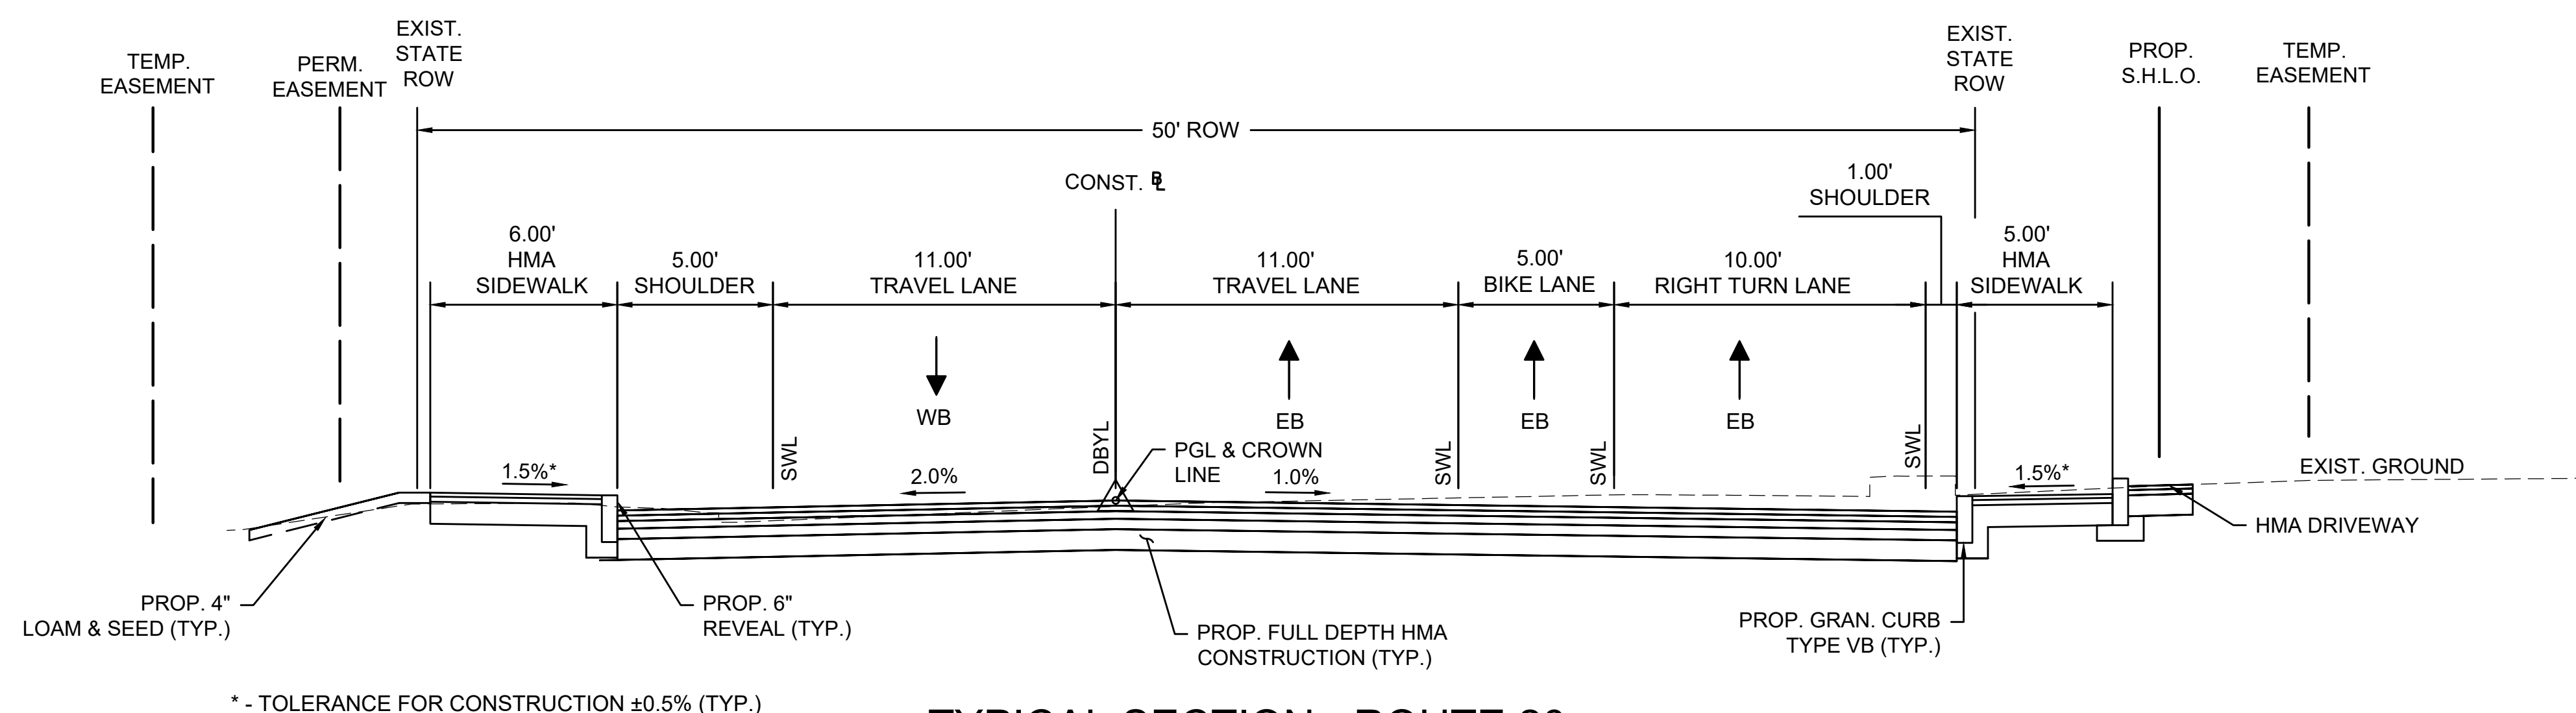 TEMP.
EASEMENT
PERM.
EASEMENT
EXIST.
STATE
ROW
EXIST.
STATE
ROW
PROP.
S.H.L.O.
TEMP.
EASEMENT
50' ROW
CONST. BL
1.00'
SHOULDER
6.00'
HMA
SIDEWALK
5.00'
SHOULDER
11.00'
TRAVEL LANE
11.00'
TRAVEL LANE
5.00'
BIKE LANE
10.00'
RIGHT TURN LANE
5.00'
HMA
SIDEWALK
WB
EB
EB
EB
SWL
DBYL
SWL
SWL
SWL
PGL & CROWN
LINE
1.5%*
2.0%
1.0%
1.5%*
EXIST. GROUND
HMA DRIVEWAY
PROP. 4"
LOAM & SEED (TYP.)
PROP. 6"
REVEAL (TYP.)
PROP. FULL DEPTH HMA
CONSTRUCTION (TYP.)
PROP. GRAN. CURB
TYPE VB (TYP.)
* - TOLERANCE FOR CONSTRUCTION ±0.5% (TYP.)
TYPICAL SECTION - ROUTE